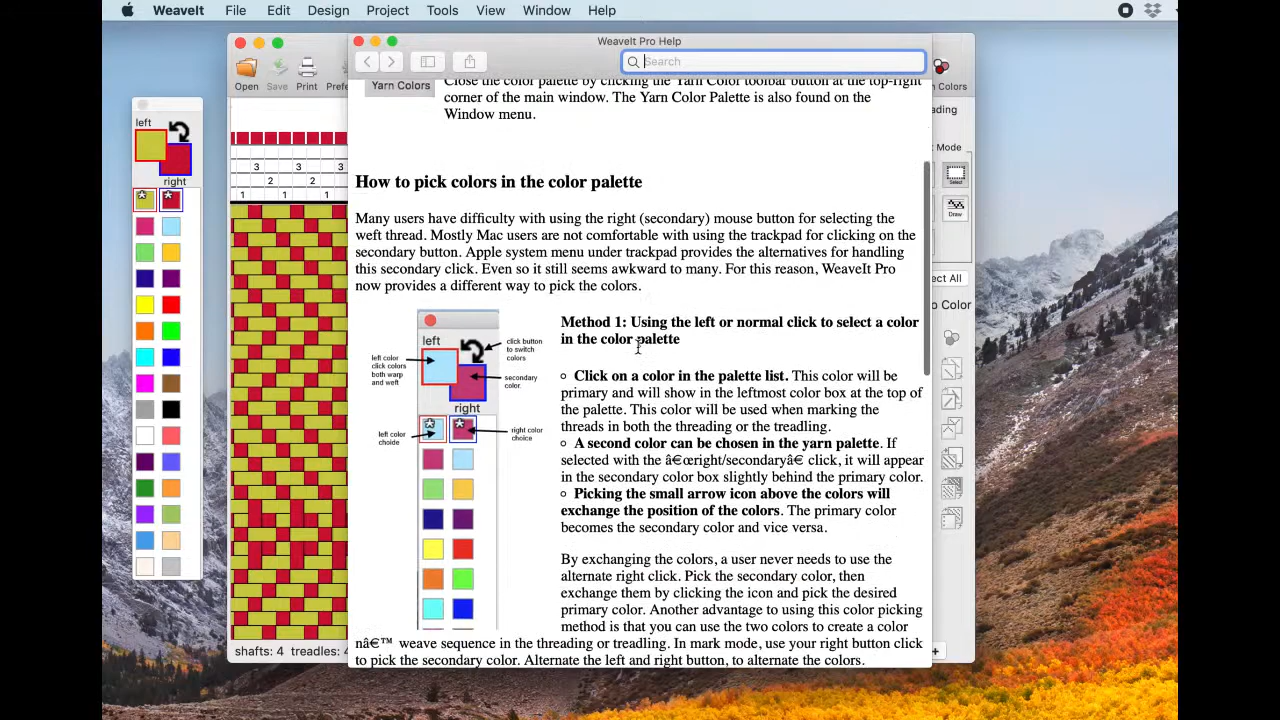 WeaveIt File Edit Design Project Tools View Window Help
WeaveIt Pro Help
Search
Open Save Print Prefe
Yarn Colors
Close the color palette by clicking the Yarn Color toolbar button at the top-right
corner of the main window. The Yarn Color Palette is also found on the
Window menu.
n Colors
ading
t Mode
Select
Draw
ect All
o Color
left
right
3 3 3
2 2
1 1 1
How to pick colors in the color palette
Many users have difficulty with using the right (secondary) mouse button for selecting the
weft thread. Mostly Mac users are not comfortable with using the trackpad for clicking on the
secondary button. Apple system menu under trackpad provides the alternatives for handling
this secondary click. Even so it still seems awkward to many. For this reason, WeaveIt Pro
now provides a different way to pick the colors.
left
click button
to switch
colors
left color
click colors
both warp
and weft
secondary
color.
right
left color
choide
right color
choice
Method 1: Using the left or normal click to select a color
in the color palette
Click on a color in the palette list. This color will be
primary and will show in the leftmost color box at the top of
the palette. This color will be used when marking the
threads in both the threading or the treadling.
A second color can be chosen in the yarn palette. If
selected with the â€œright/secondaryâ€ click, it will appear
in the secondary color box slightly behind the primary color.
Picking the small arrow icon above the colors will
exchange the position of the colors. The primary color
becomes the secondary color and vice versa.
By exchanging the colors, a user never needs to use the
alternate right click. Pick the secondary color, then
exchange them by clicking the icon and pick the desired
primary color. Another advantage to using this color picking
method is that you can use the two colors to create a color
nâ€™ weave sequence in the threading or treadling. In mark mode, use your right button click
to pick the secondary color. Alternate the left and right button, to alternate the colors.
shafts: 4 treadles: 4